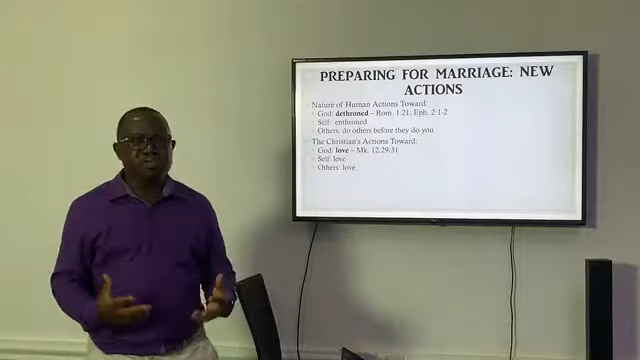 PREPARING FOR MARRIAGE: NEW
ACTIONS
Nature of Human Actions Toward:
God: dethroned – Rom. 1:21, Eph. 2:1-2
Self: enthroned
Others: do others before they do you
The Christian's Actions Toward:
God: love – Mk. 12:29-31
Self: love
Others: love